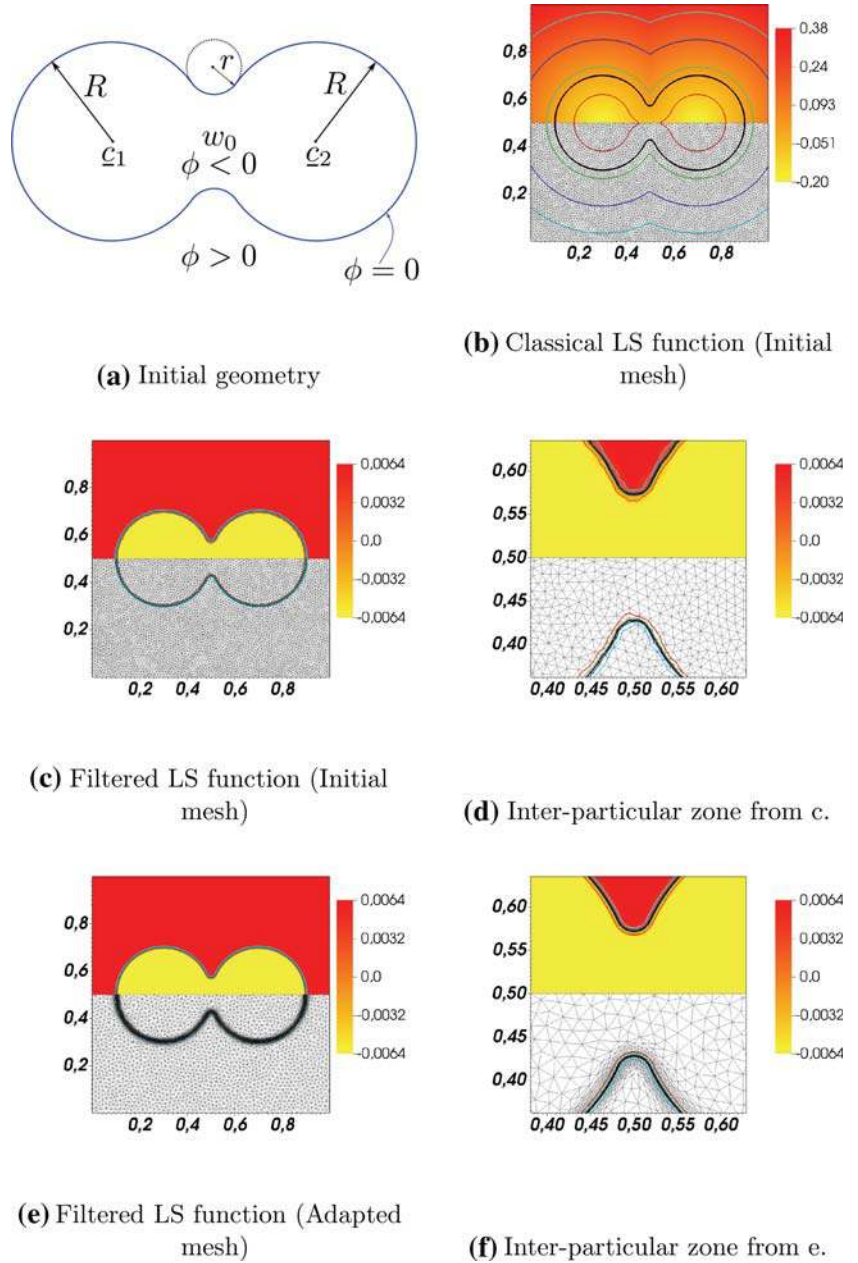 r
R
R
c1
c2
w0
ϕ < 0
ϕ > 0
ϕ = 0
(a) Initial geometry
0,8
0,6
0,4
0,2
0,2 0,4 0,6 0,8
0.38
0.24
0.093
-0.051
-0.20
(b) Classical LS function (Initial
mesh)
0,8
0,6
0,4
0,2
0,2 0,4 0,6 0,8
0.0064
0.0032
0.0
-0.0032
-0.0064
(c) Filtered LS function (Initial
mesh)
0,60
0,55
0,50
0,45
0,40
0,40 0,45 0,50 0,55 0,60
0.0064
0.0032
0.0
-0.0032
-0.0064
(d) Inter-particular zone from c.
0,8
0,6
0,4
0,2
0,2 0,4 0,6 0,8
0.0064
0.0032
0.0
-0.0032
-0.0064
(e) Filtered LS function (Adapted
mesh)
0,60
0,55
0,50
0,45
0,40
0,40 0,45 0,50 0,55 0,60
0.0064
0.0032
0.0
-0.0032
-0.0064
(f) Inter-particular zone from e.